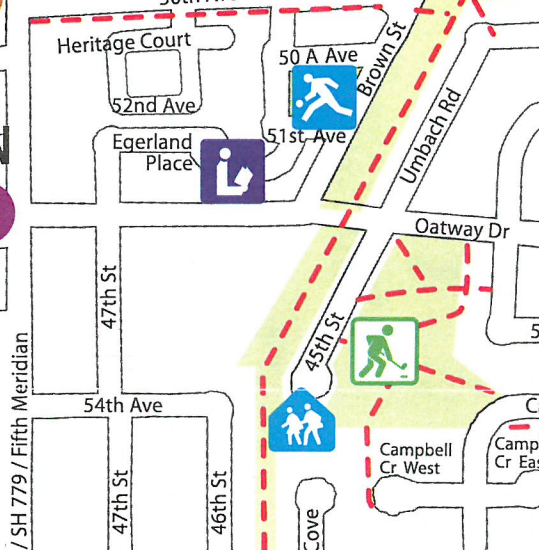 Heritage Court
50 A Ave
Brown St
52nd Ave
51st Ave
Egerland
Place
Umbach Rd
Oatway Dr
47th St
45th St
/ SH 779 / Fifth Meridian
54th Ave
47th St
46th St
Cove
Campbell
Cr West
Camp
Cr Eas